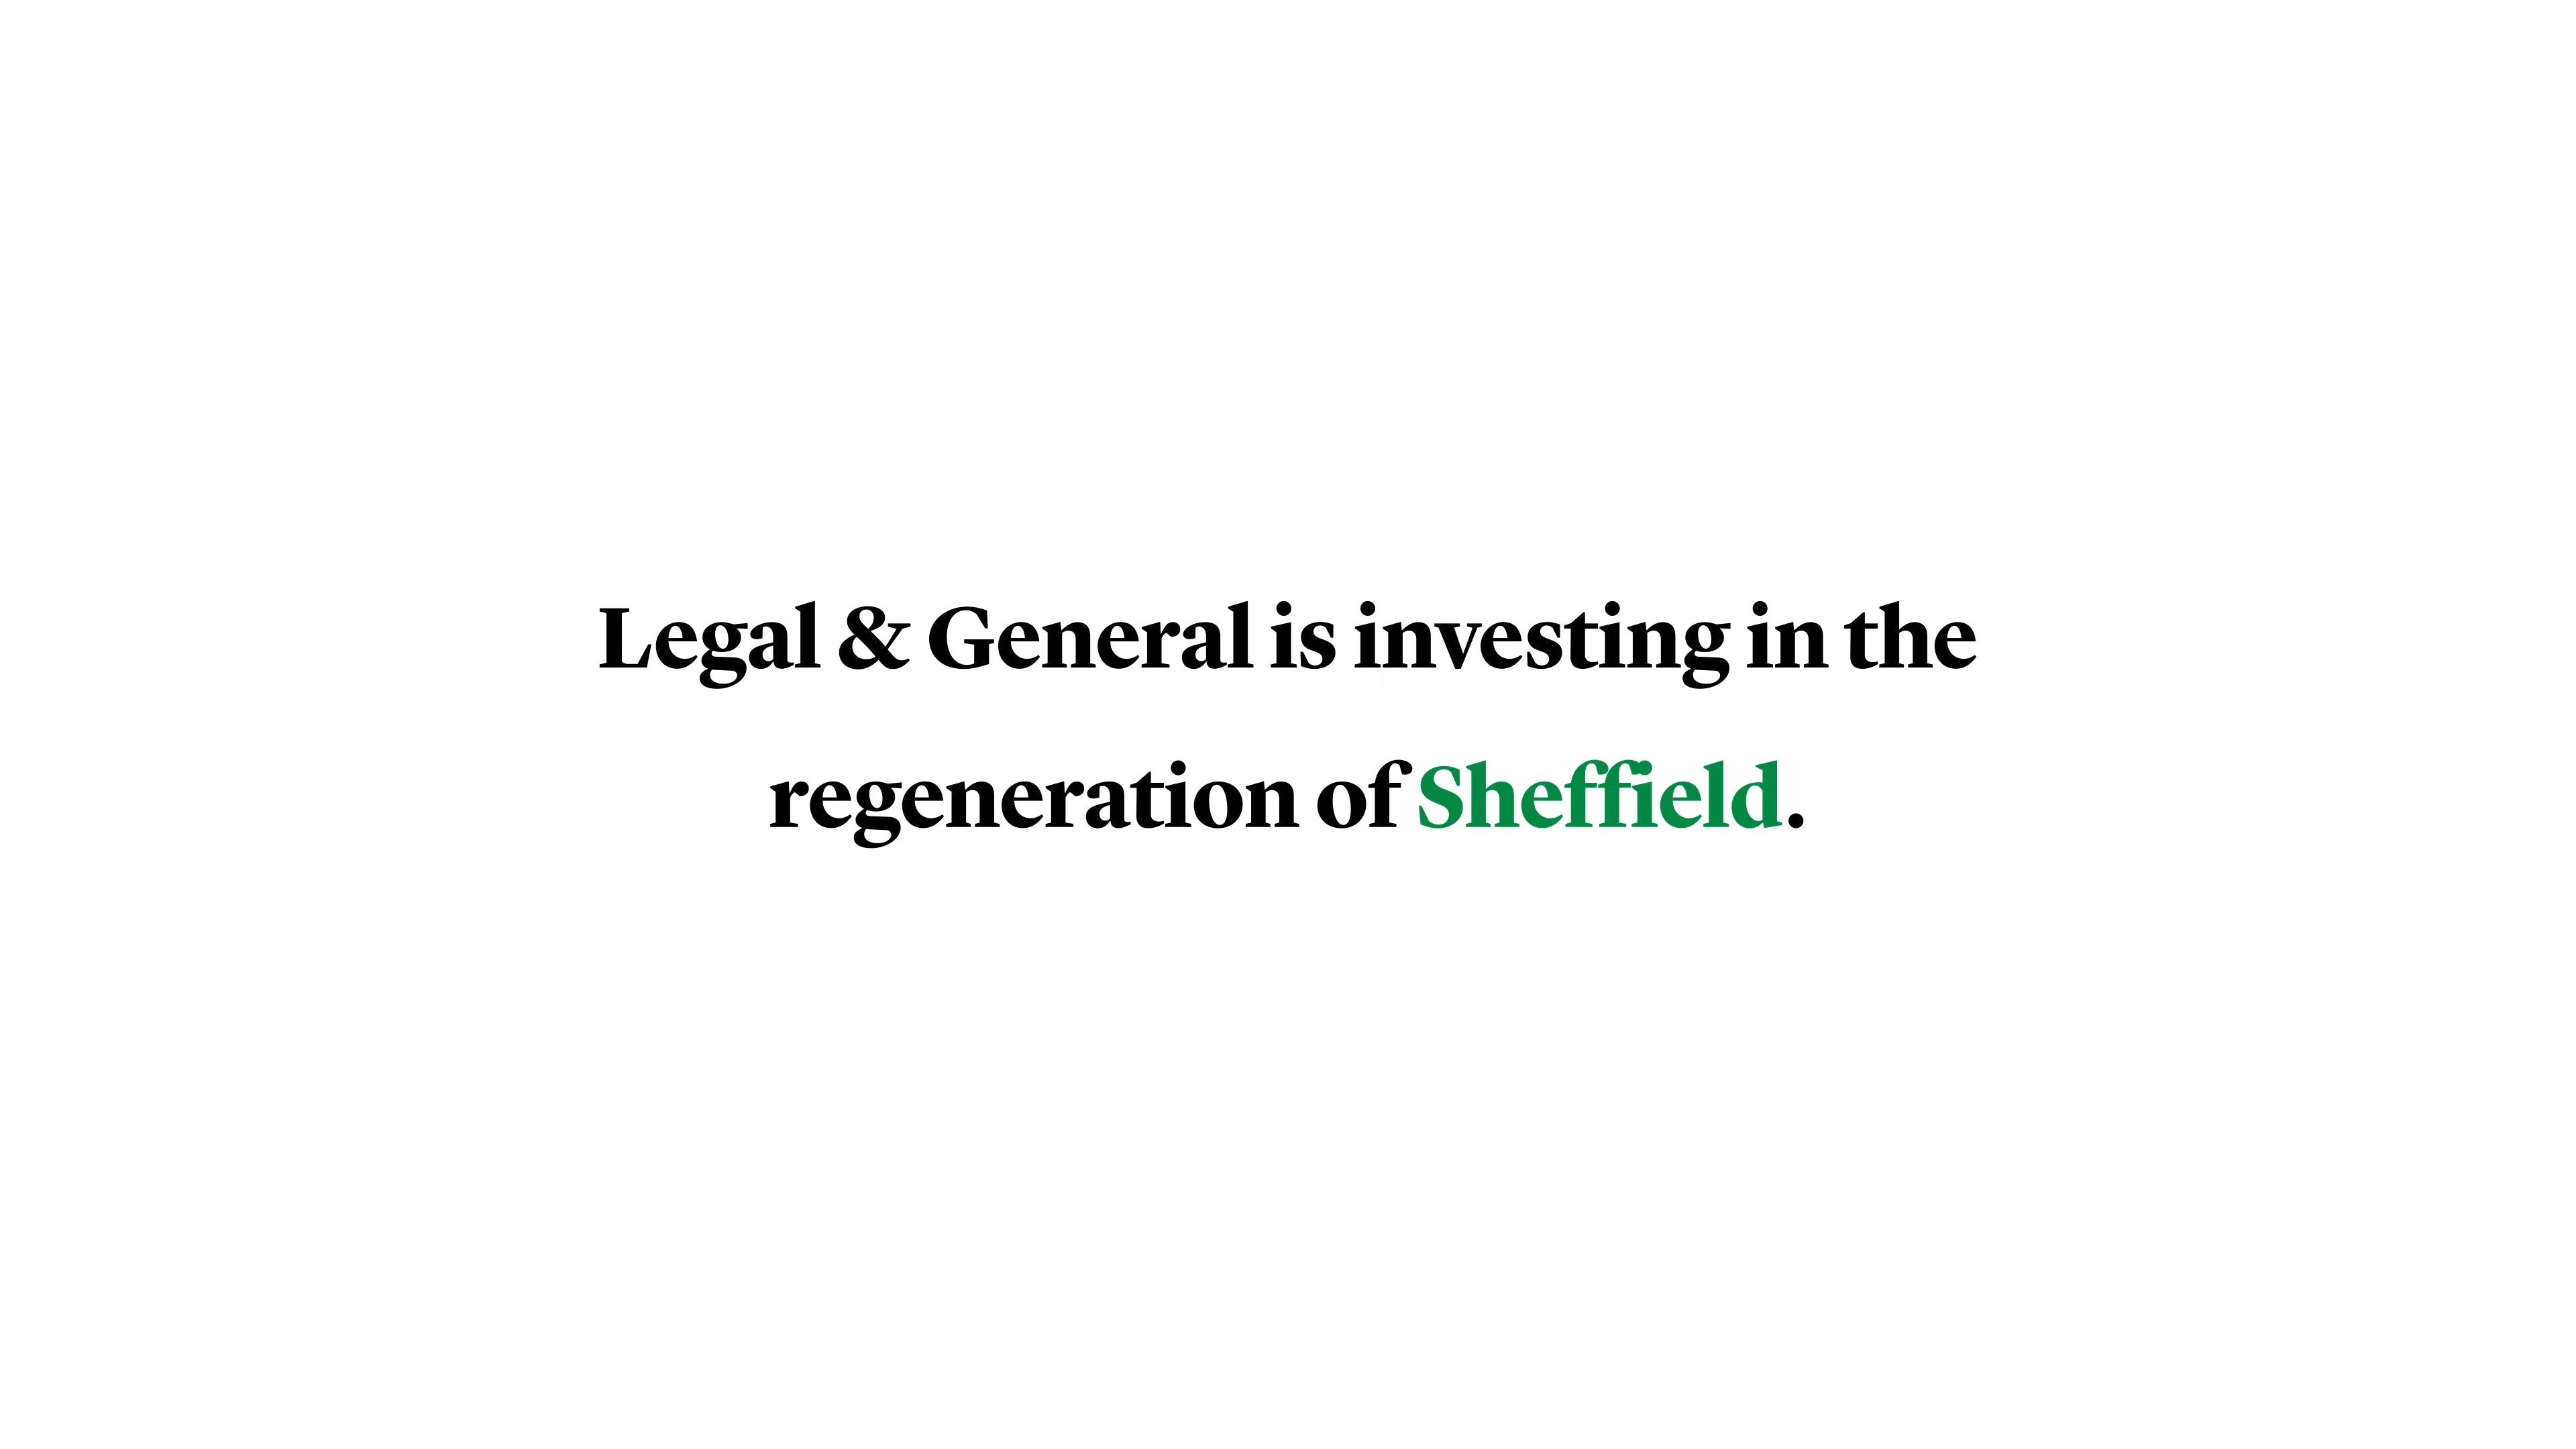 Legal & General is investing in the
regeneration of Sheffield.